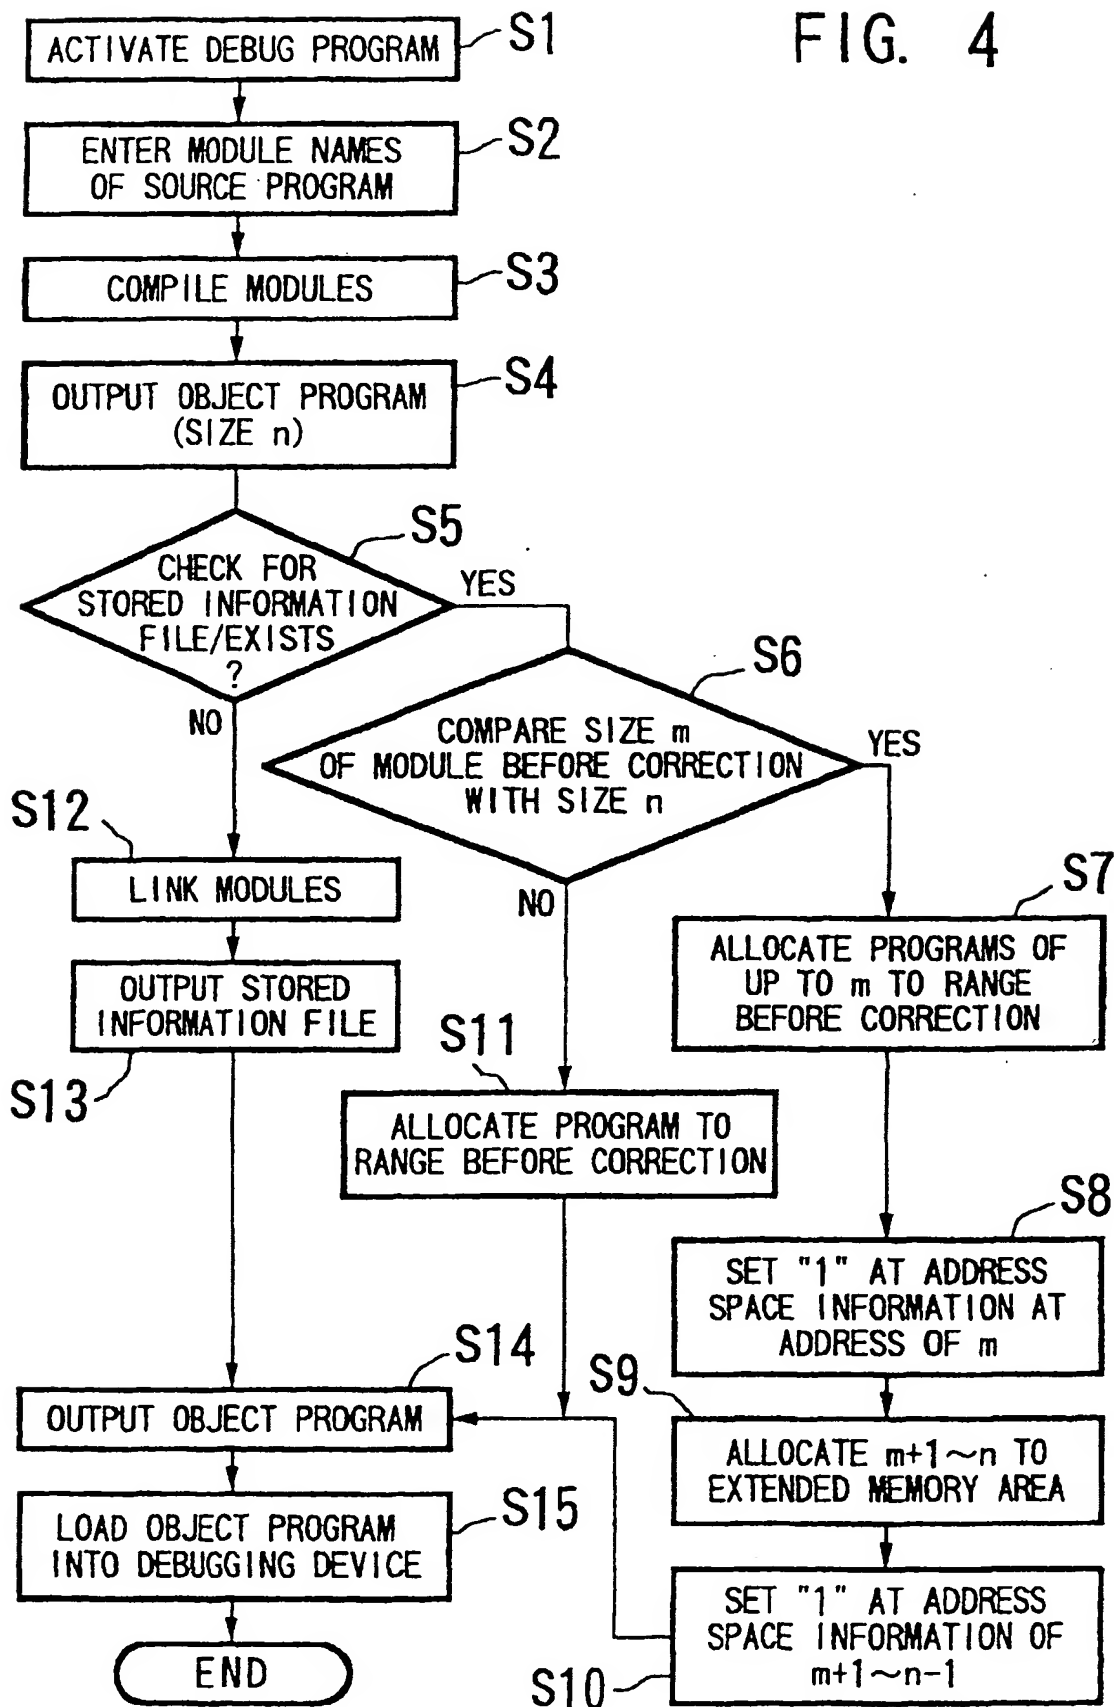 FIG. 4
ACTIVATE DEBUG PROGRAM
S1
ENTER MODULE NAMES
OF SOURCE PROGRAM
S2
COMPILE MODULES
S3
OUTPUT OBJECT PROGRAM
(SIZE n)
S4
CHECK FOR
STORED INFORMATION
FILE/EXISTS
?
S5
YES
NO
COMPARE SIZE m
OF MODULE BEFORE CORRECTION
WITH SIZE n
S6
YES
NO
S12
LINK MODULES
OUTPUT STORED
INFORMATION FILE
S13
S11
ALLOCATE PROGRAM TO
RANGE BEFORE CORRECTION
S7
ALLOCATE PROGRAMS OF
UP TO m TO RANGE
BEFORE CORRECTION
S8
SET "1" AT ADDRESS
SPACE INFORMATION AT
ADDRESS OF m
S9
ALLOCATE m+1~n TO
EXTENDED MEMORY AREA
SET "1" AT ADDRESS
SPACE INFORMATION OF
m+1~n-1
S10
S14
OUTPUT OBJECT PROGRAM
LOAD OBJECT PROGRAM
INTO DEBUGGING DEVICE
S15
END